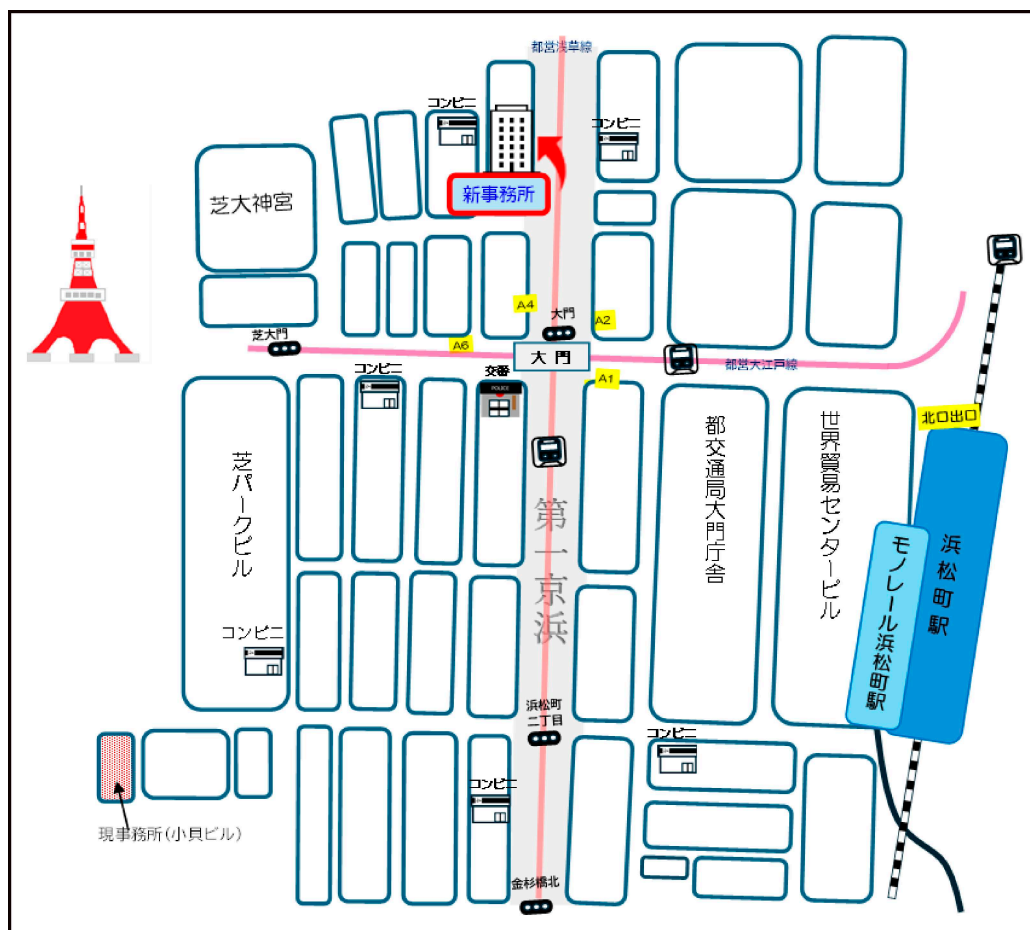 都営浅草線
コンビニ
コンビニ
新事務所
芝大神宮
A4
大門
A2
芝大門
A6
大門
都営大江戸線
コンビニ
交番
POLICE
A1
北口出口
芝パークビル
第一京浜
都交通局大門庁舎
世界貿易センタービル
モノレール浜松町駅
浜松町駅
コンビニ
浜松町
二丁目
コンビニ
コンビニ
現事務所(小貝ビル)
金杉橋北